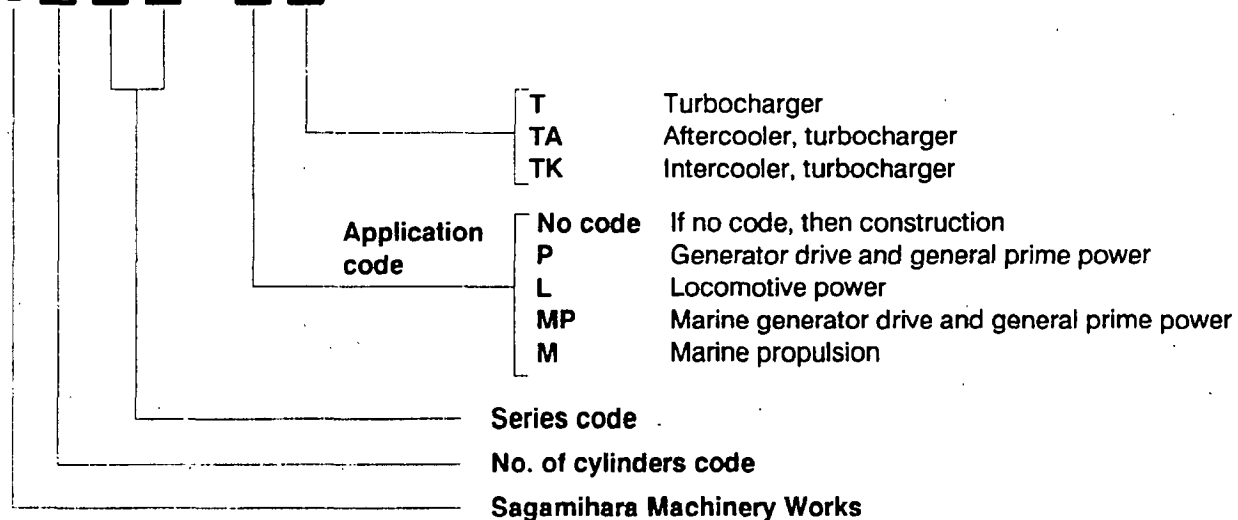 T Turbocharger
TA Aftercooler, turbocharger
TK Intercooler, turbocharger
Application code
No code If no code, then construction
P Generator drive and general prime power
L Locomotive power
MP Marine generator drive and general prime power
M Marine propulsion
Series code
No. of cylinders code
Sagamihara Machinery Works